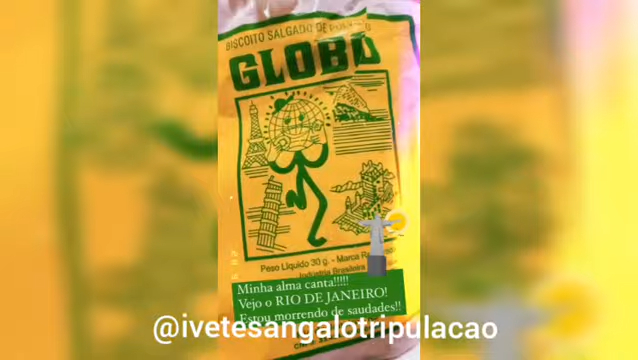 BISCOITO SALGADO DE POLVILHO
GLOBO
Peso Líquido 30 g. - Marca
Indústria Brasileira
Minha alma canta!!!!!
Vejo o RIO DE JANEIRO!
Estou morrendo de saudades!!
@ivetesangalotripulacao